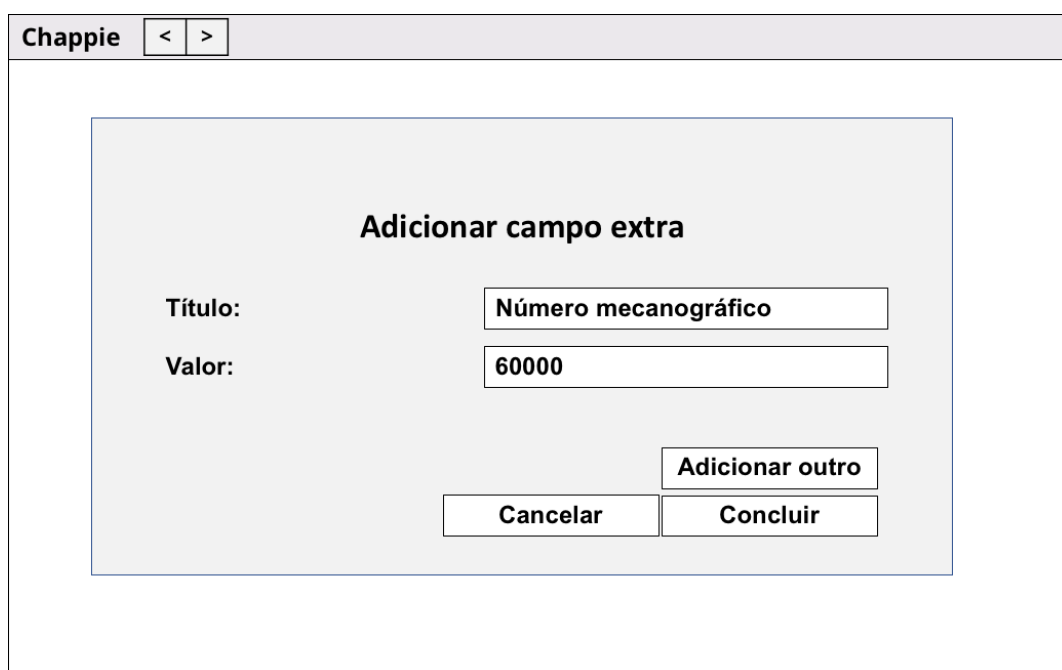 Chappie < >
Adicionar campo extra
Título: Número mecanográfico
Valor: 60000
Adicionar outro
Cancelar Concluir